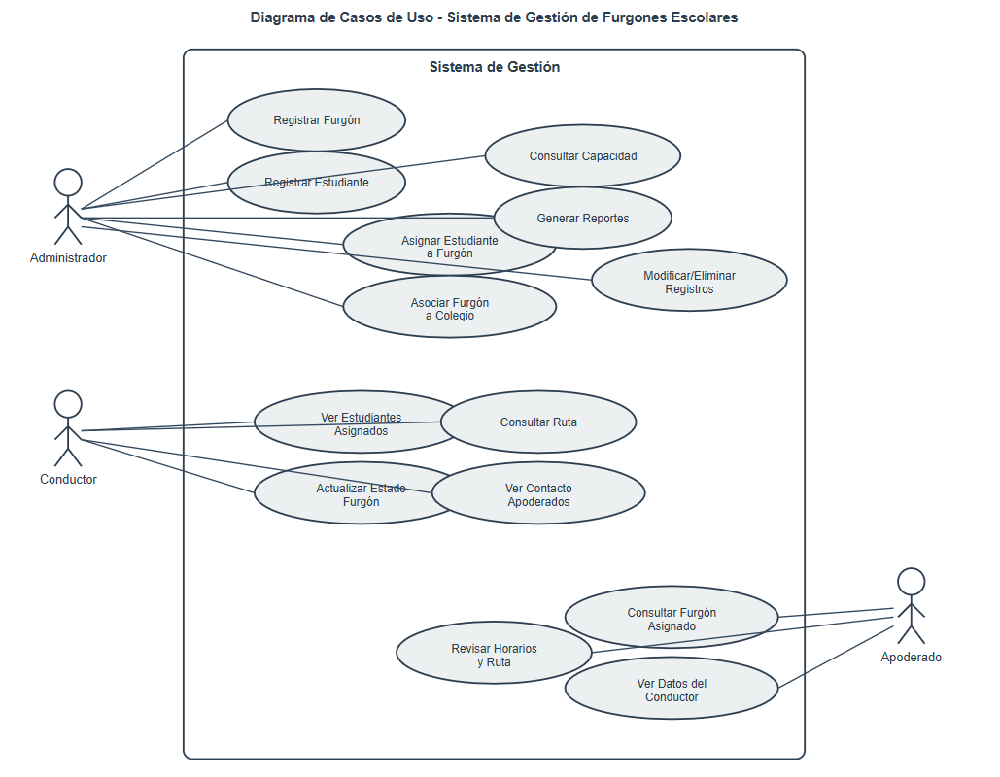 Diagrama de Casos de Uso - Sistema de Gestión de Furgones Escolares
Sistema de Gestión
Registrar Furgón
Consultar Capacidad
Registrar Estudiante
Generar Reportes
Asignar Estudiante
a Furgón
Administrador
Modificar/Eliminar
Registros
Asociar Furgón
a Colegio
Ver Estudiantes
Asignados
Consultar Ruta
Conductor
Actualizar Estado
Furgón
Ver Contacto
Apoderados
Consultar Furgón
Asignado
Revisar Horarios
y Ruta
Apoderado
Ver Datos del
Conductor